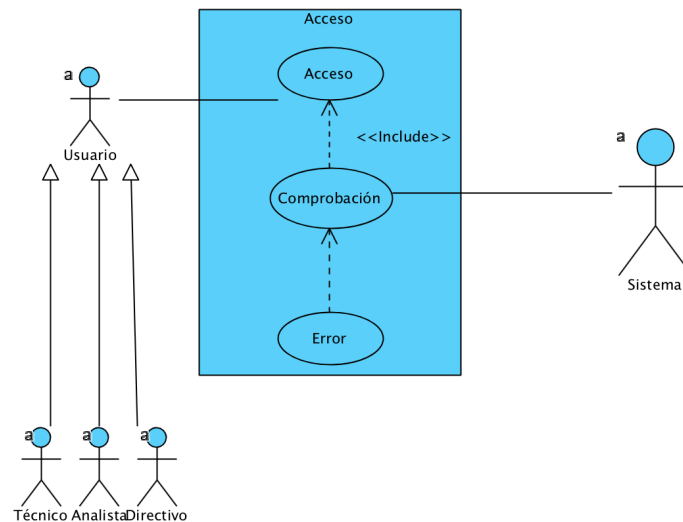 Acceso
Acceso
a
Usuario
<<Include>>
a
Comprobación
Sistema
Error
a
a
a
Técnico
Analista
Directivo